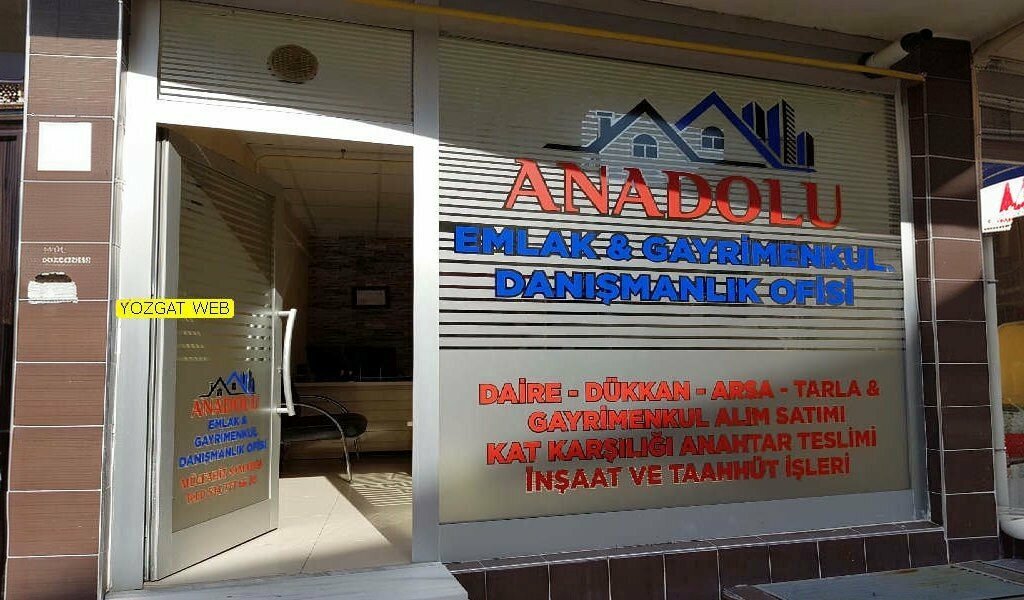 ANADOLU
EMLAK & GAYRİMENKUL
DANIŞMANLIK OFİSİ
DAİRE - DÜKKAN - ARSA - TARLA &
GAYRİMENKUL ALIM SATIMI
KAT KARŞILIĞI ANAHTAR TESLİMİ
İNŞAAT VE TAAHHÜT İŞLERİ
YOZGAT WEB
ANADOLU
EMLAK &
GAYRİMENKUL
DANIŞMANLIK OFİSİ